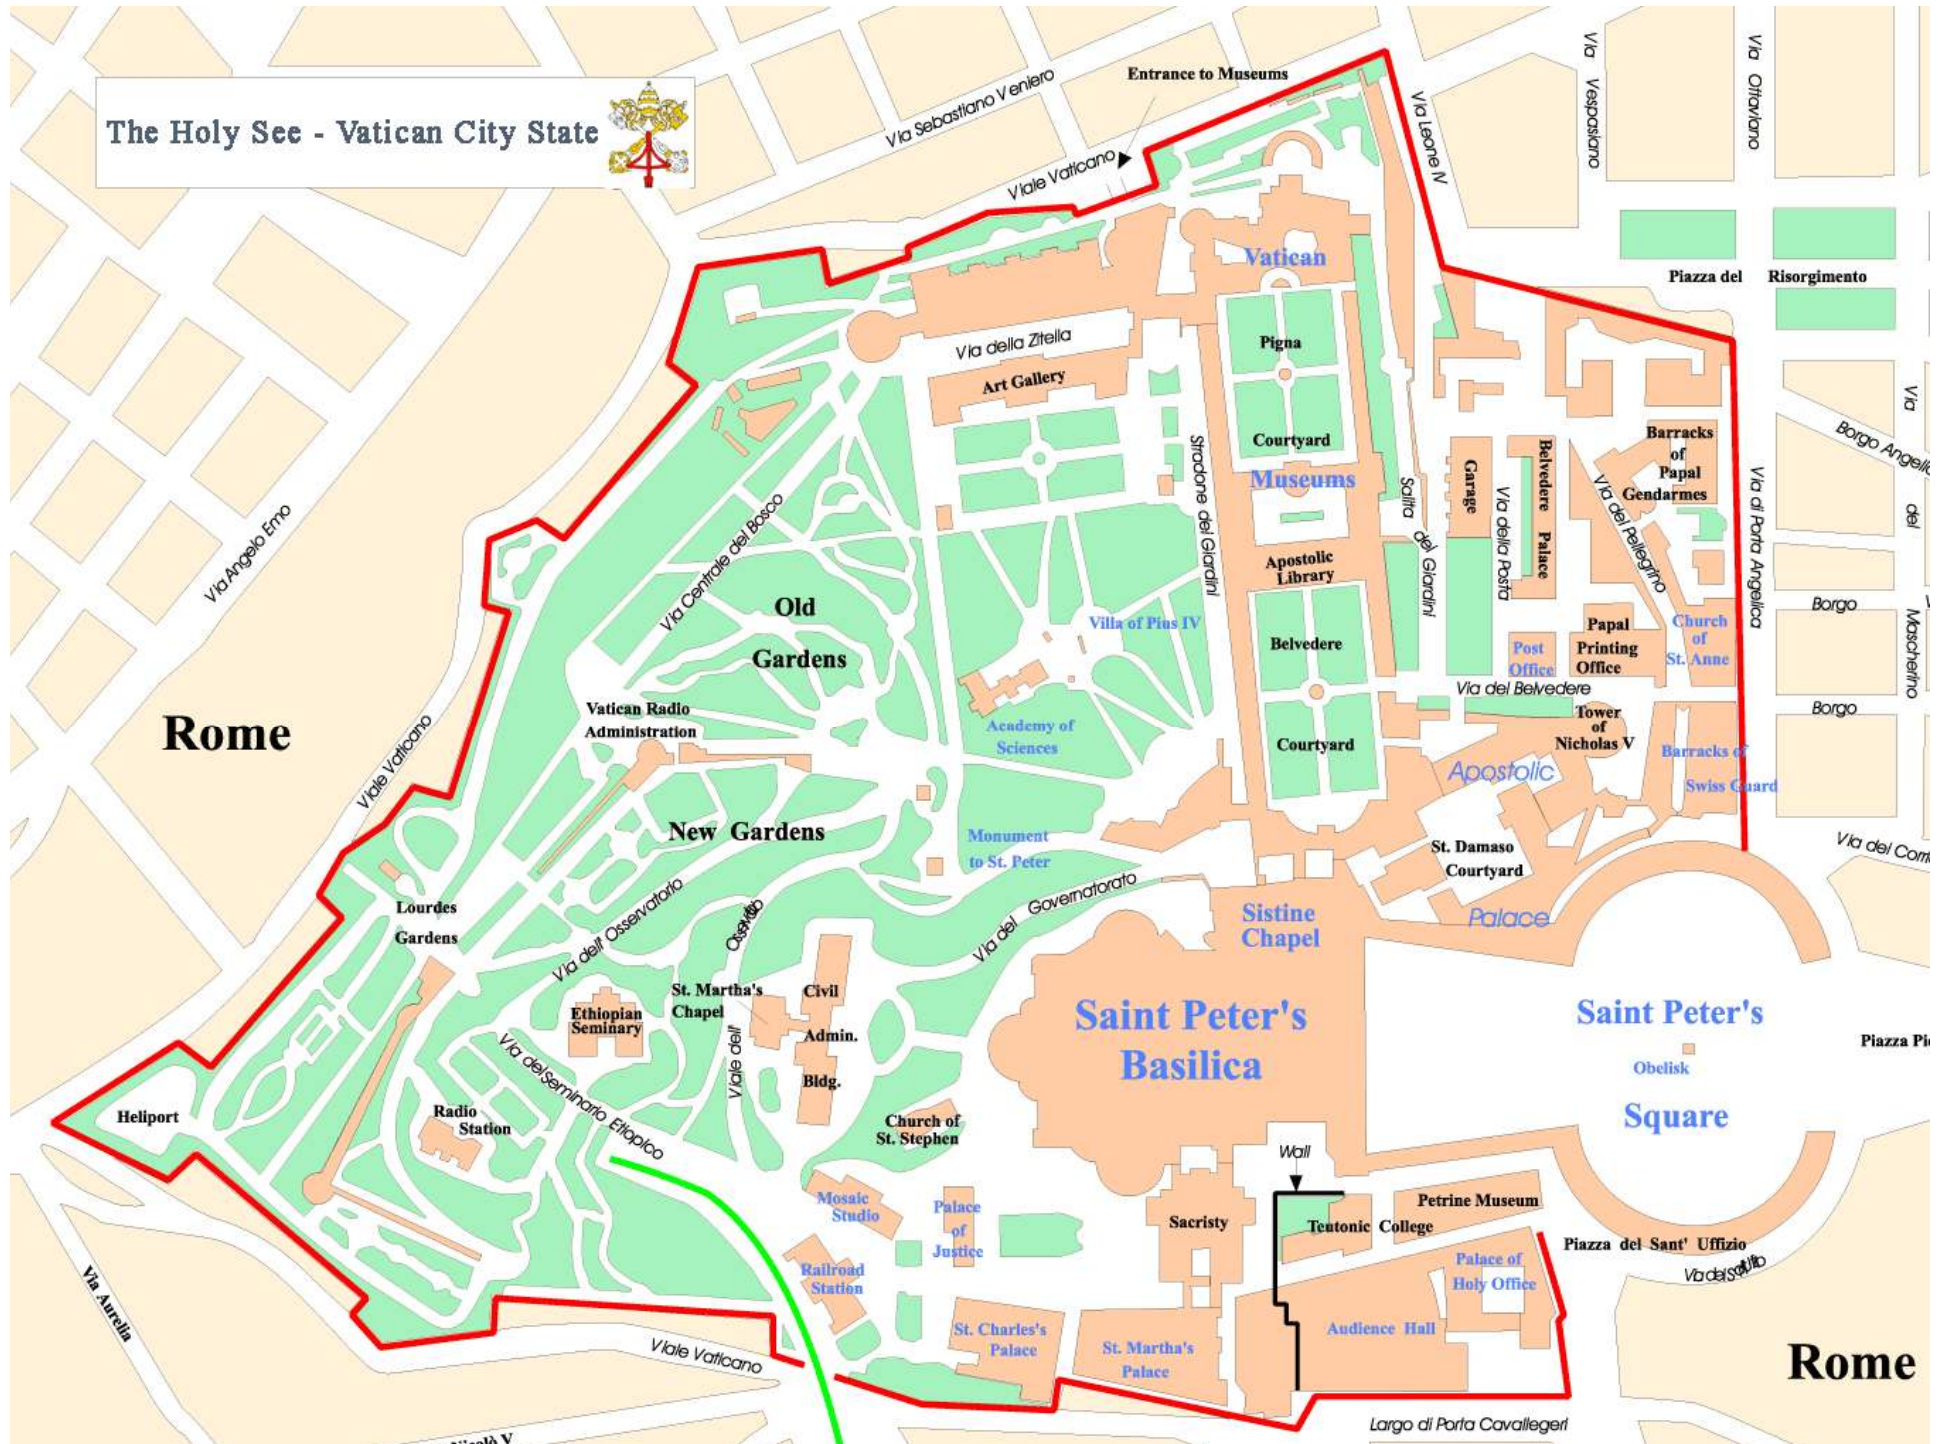 The Holy See - Vatican City State
Entrance to Museums
Via Sebastiano Veniero
Viale Vaticano
Via Leone IV
Via Vespasiano
Via Ottaviano
Piazza del Risorgimento
Vatican
Pigna
Courtyard
Museums
Via della Zitella
Art Gallery
Stradone dei Giardini
Salita dei Giardini
Garage
Via della Posta
Belvedere Palace
Via del Pellegrino
Barracks
of
Papal
Gendarmes
Via di Porta Angelica
Via del Mascherino
Borgo
Borgo
Via Angelo Emo
Via Centrale del Bosco
Old
Gardens
Apostolic
Library
Villa of Pius IV
Belvedere
Courtyard
Papal
Printing
Office
Post
Office
Church
of
St. Anne
Via del Belvedere
Tower
of
Nicholas V
Barracks of
Swiss Guard
Apostolic
Palace
St. Damaso
Courtyard
Rome
Viale Vaticano
Vatican Radio
Administration
Academy of
Sciences
New Gardens
Monument
to St. Peter
Lourdes
Gardens
Via dell' Osservatorio
Via del Governatorato
Sistine
Chapel
Saint Peter's
Basilica
Saint Peter's
Obelisk
Square
Ethiopian
Seminary
St. Martha's
Chapel
Civil
Admin.
Bldg.
Viale dell'
Via del Seminario Etiopico
Heliport
Radio
Station
Church of
St. Stephen
Wall
Mosaic
Studio
Palace
of
Justice
Sacristy
Teutonic College
Petrine Museum
Piazza del Sant' Uffizio
Palace of
Holy Office
Railroad
Station
Audience Hall
St. Charles's
Palace
St. Martha's
Palace
Via Aurelia
Viale Vaticano
Rome
Largo di Porta Cavallegeri